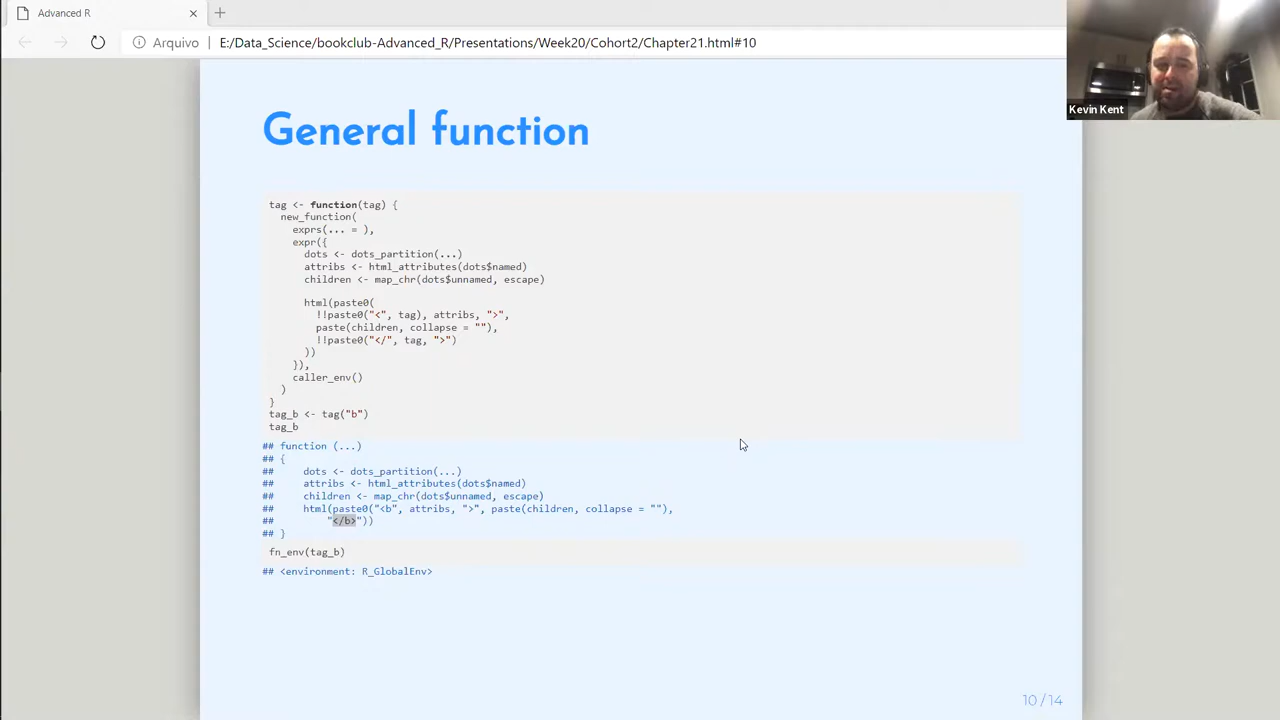 Advanced R
Arquivo | E:/Data_Science/bookclub-Advanced_R/Presentations/Week20/Cohort2/Chapter21.html#10
Kevin Kent
General function
tag <- function(tag) {
  new_function(
    exprs(... = ),
    expr({
      dots <- dots_partition(...)
      attribs <- html_attributes(dots$named)
      children <- map_chr(dots$unnamed, escape)
      html(paste0(
        !!paste0("<", tag), attribs, ">",
        paste(children, collapse = ""),
        !!paste0("</", tag, ">")
      ))
    }),
    caller_env()
  )
}
tag_b <- tag("b")
tag_b
## function (...)
## {
##     dots <- dots_partition(...)
##     attribs <- html_attributes(dots$named)
##     children <- map_chr(dots$unnamed, escape)
##     html(paste0("<b", attribs, ">", paste(children, collapse = ""),
##         "</b>"))
## }
fn_env(tag_b)
## <environment: R_GlobalEnv>
10 / 14